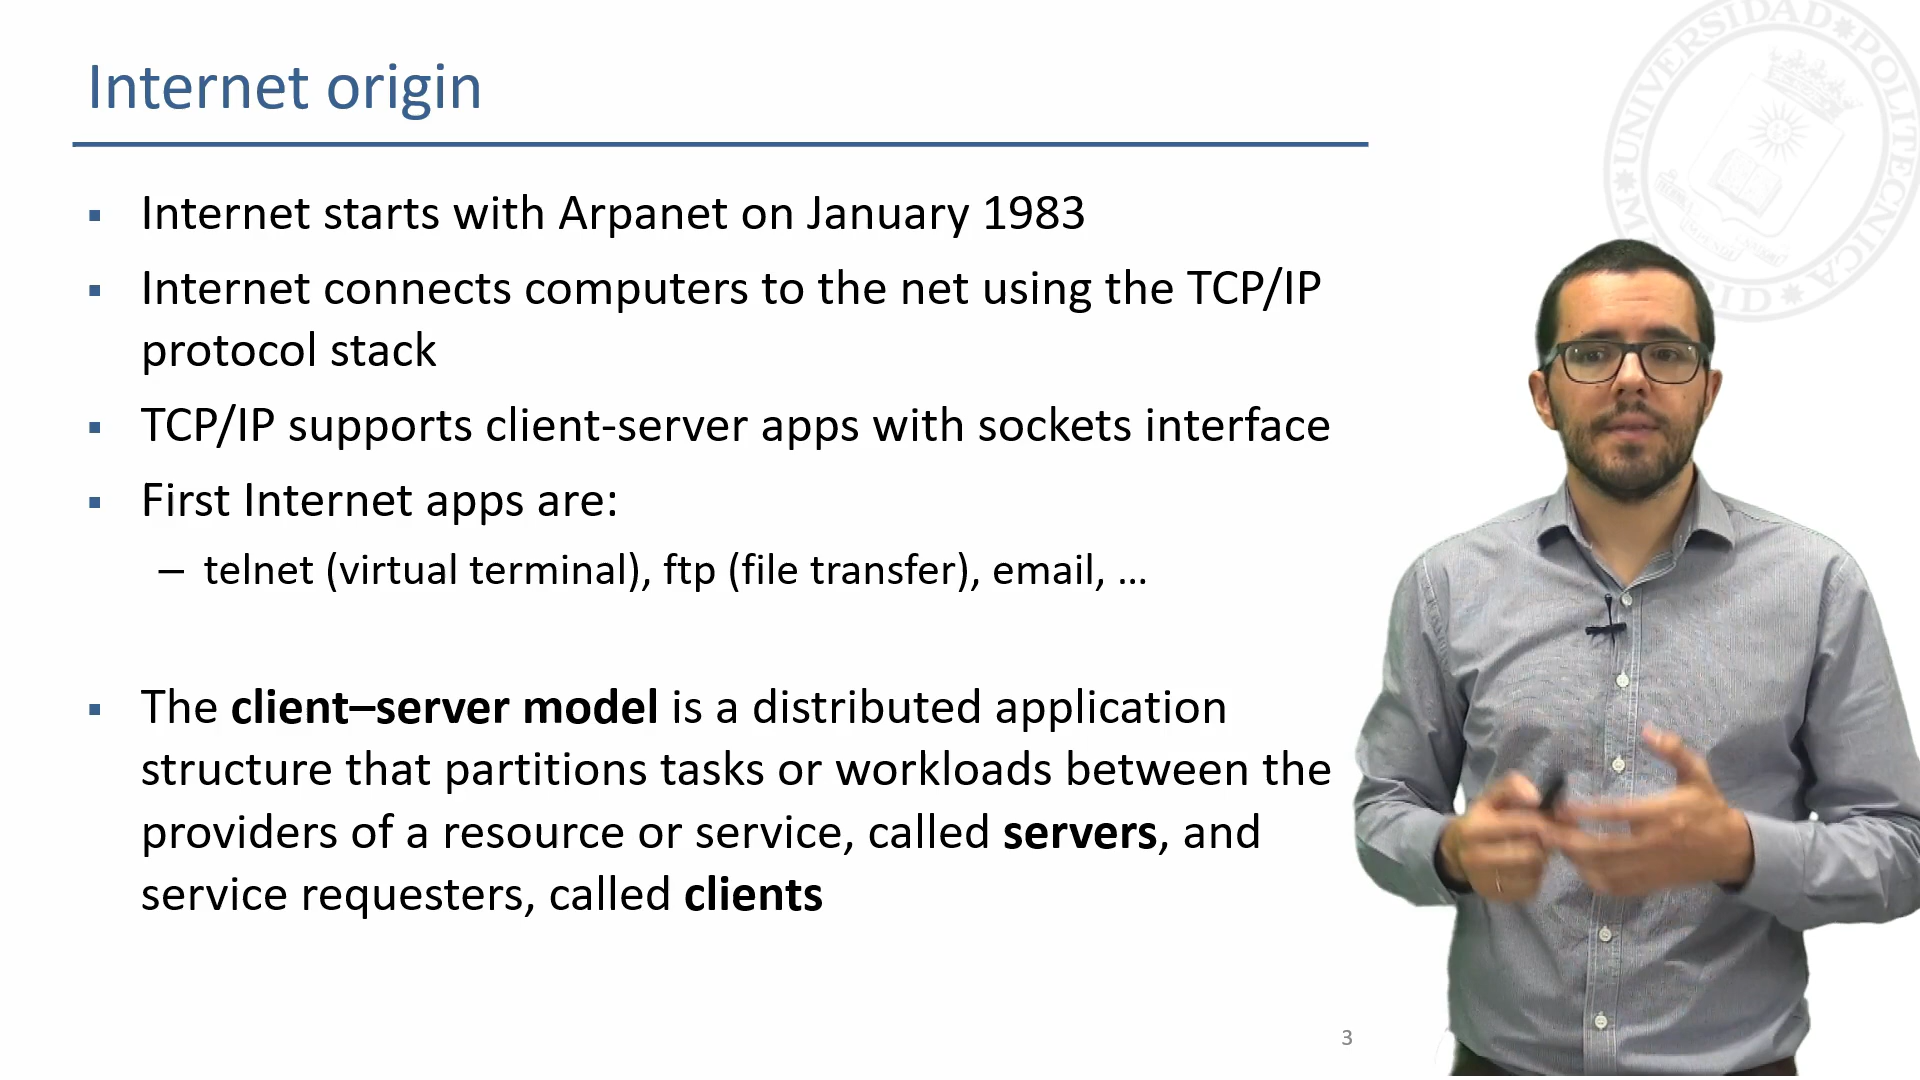 UNIVERSIDAD POLITECNICA
Internet origin
Internet starts with Arpanet on January 1983
Internet connects computers to the net using the TCP/IP
protocol stack
TCP/IP supports client-server apps with sockets interface
First Internet apps are:
– telnet (virtual terminal), ftp (file transfer), email, ...
The client–server model is a distributed application
structure that partitions tasks or workloads between the
providers of a resource or service, called servers, and
service requesters, called clients
3